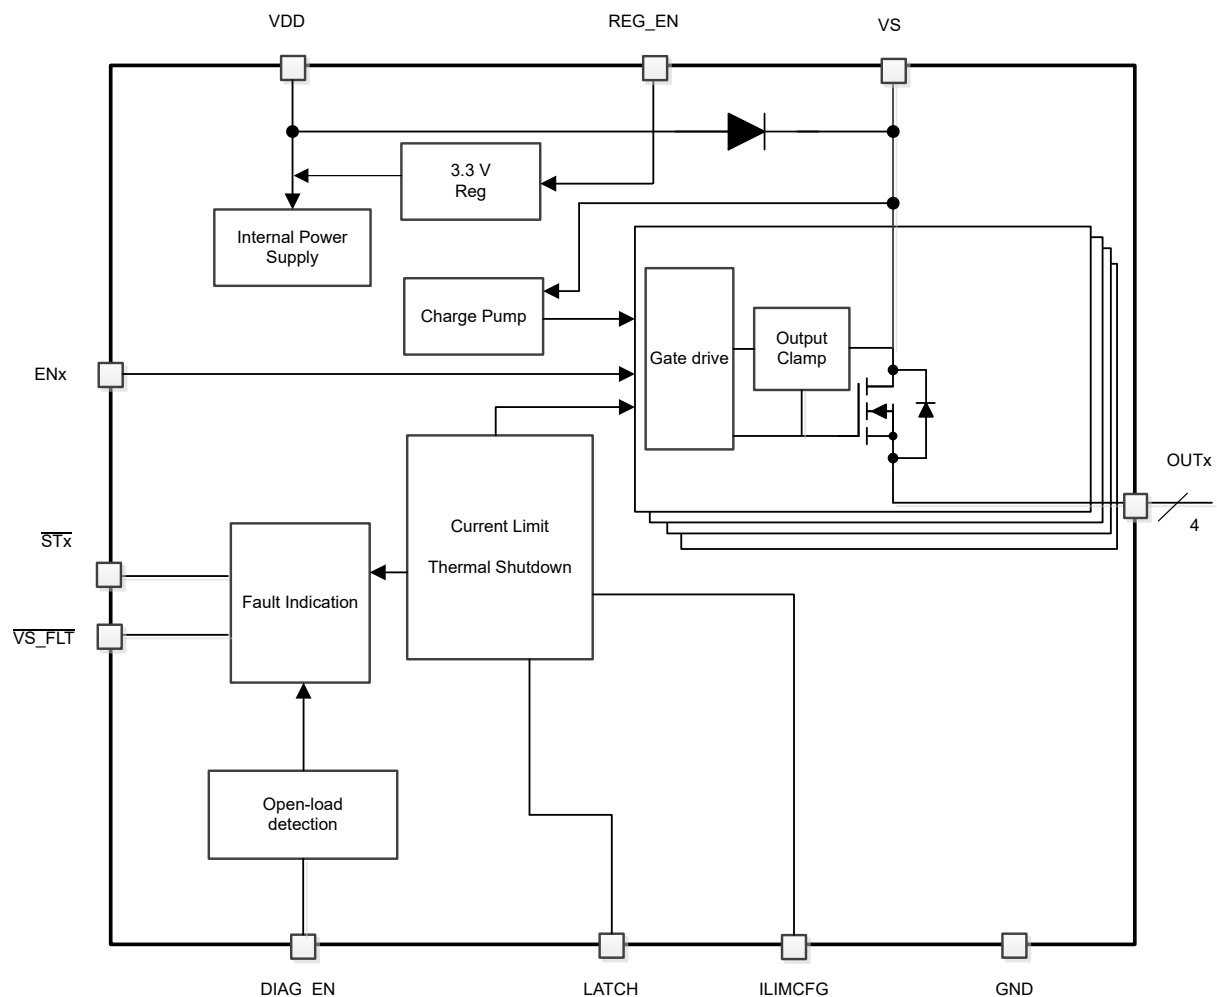 VDD
REG_EN
VS
3.3 V
Reg
Internal Power
Supply
Charge Pump
Gate drive
Output
Clamp
ENx
OUTx
4
Current Limit
Thermal Shutdown
STx
Fault Indication
VS_FLT
Open-load
detection
DIAG_EN
LATCH
ILIMCFG
GND